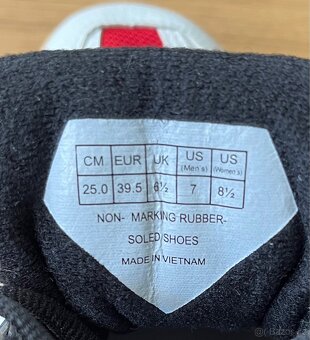 CM EUR UK US (Men's) US (Women's)
25.0 39.5 6½ 7 8½
NON- MARKING RUBBER-
SOLED SHOES
MADE IN VIETNAM